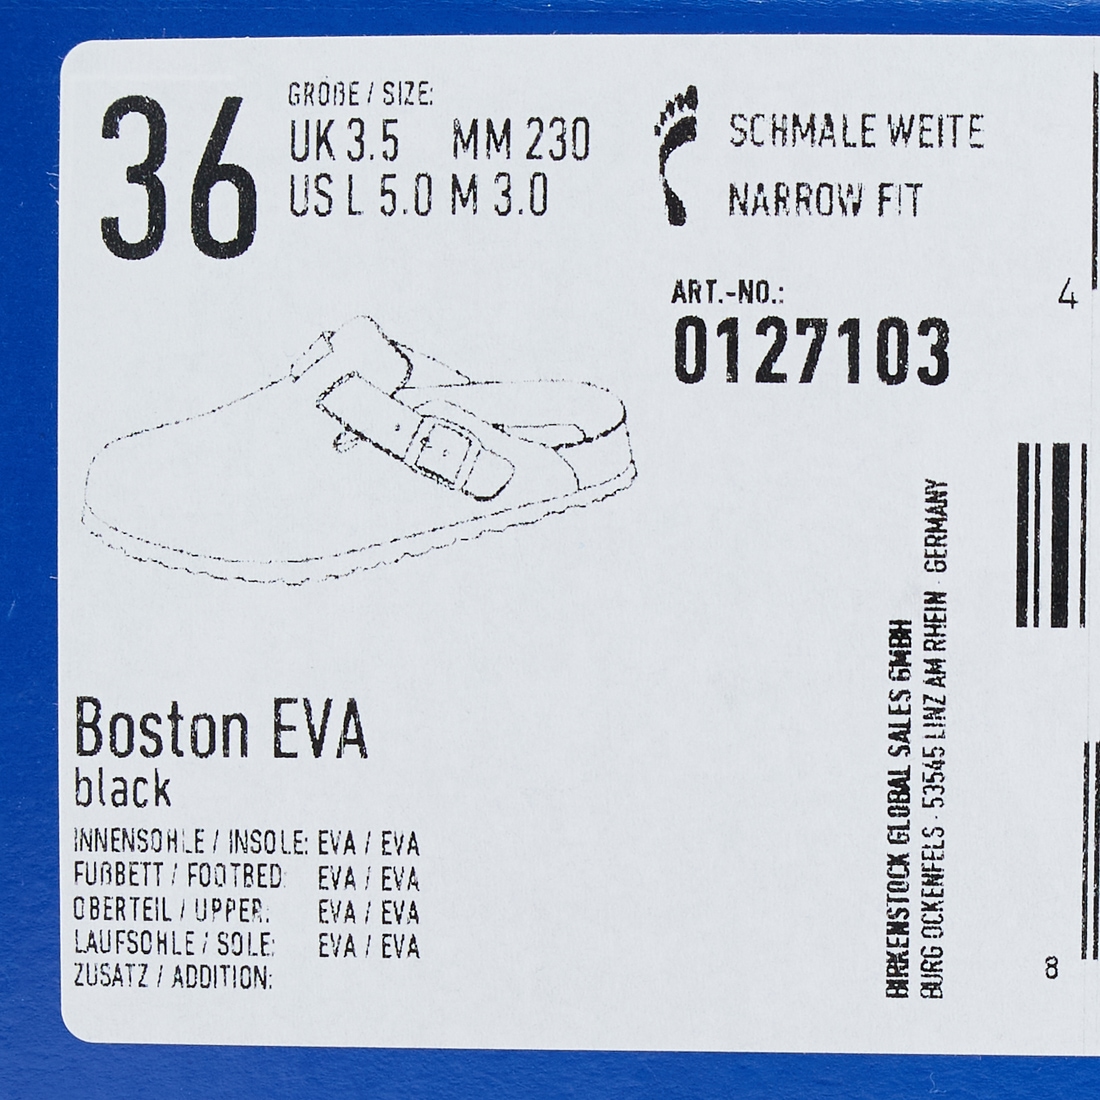 36
GRÖßE / SIZE:
UK 3.5 MM 230
US L 5.0 M 3.0
SCHMALE WEITE
NARROW FIT
ART.-NO.:
0127103
4
Boston EVA
black
INNENSOHLE / INSOLE: EVA / EVA
FUßBETT / FOOTBED: EVA / EVA
OBERTEIL / UPPER: EVA / EVA
LAUFSOHLE / SOLE: EVA / EVA
ZUSATZ / ADDITION:
BIRKENSTOCK GLOBAL SALES GMBH
BURG OCKENFELS · 53545 LINZ AM RHEIN · GERMANY
8